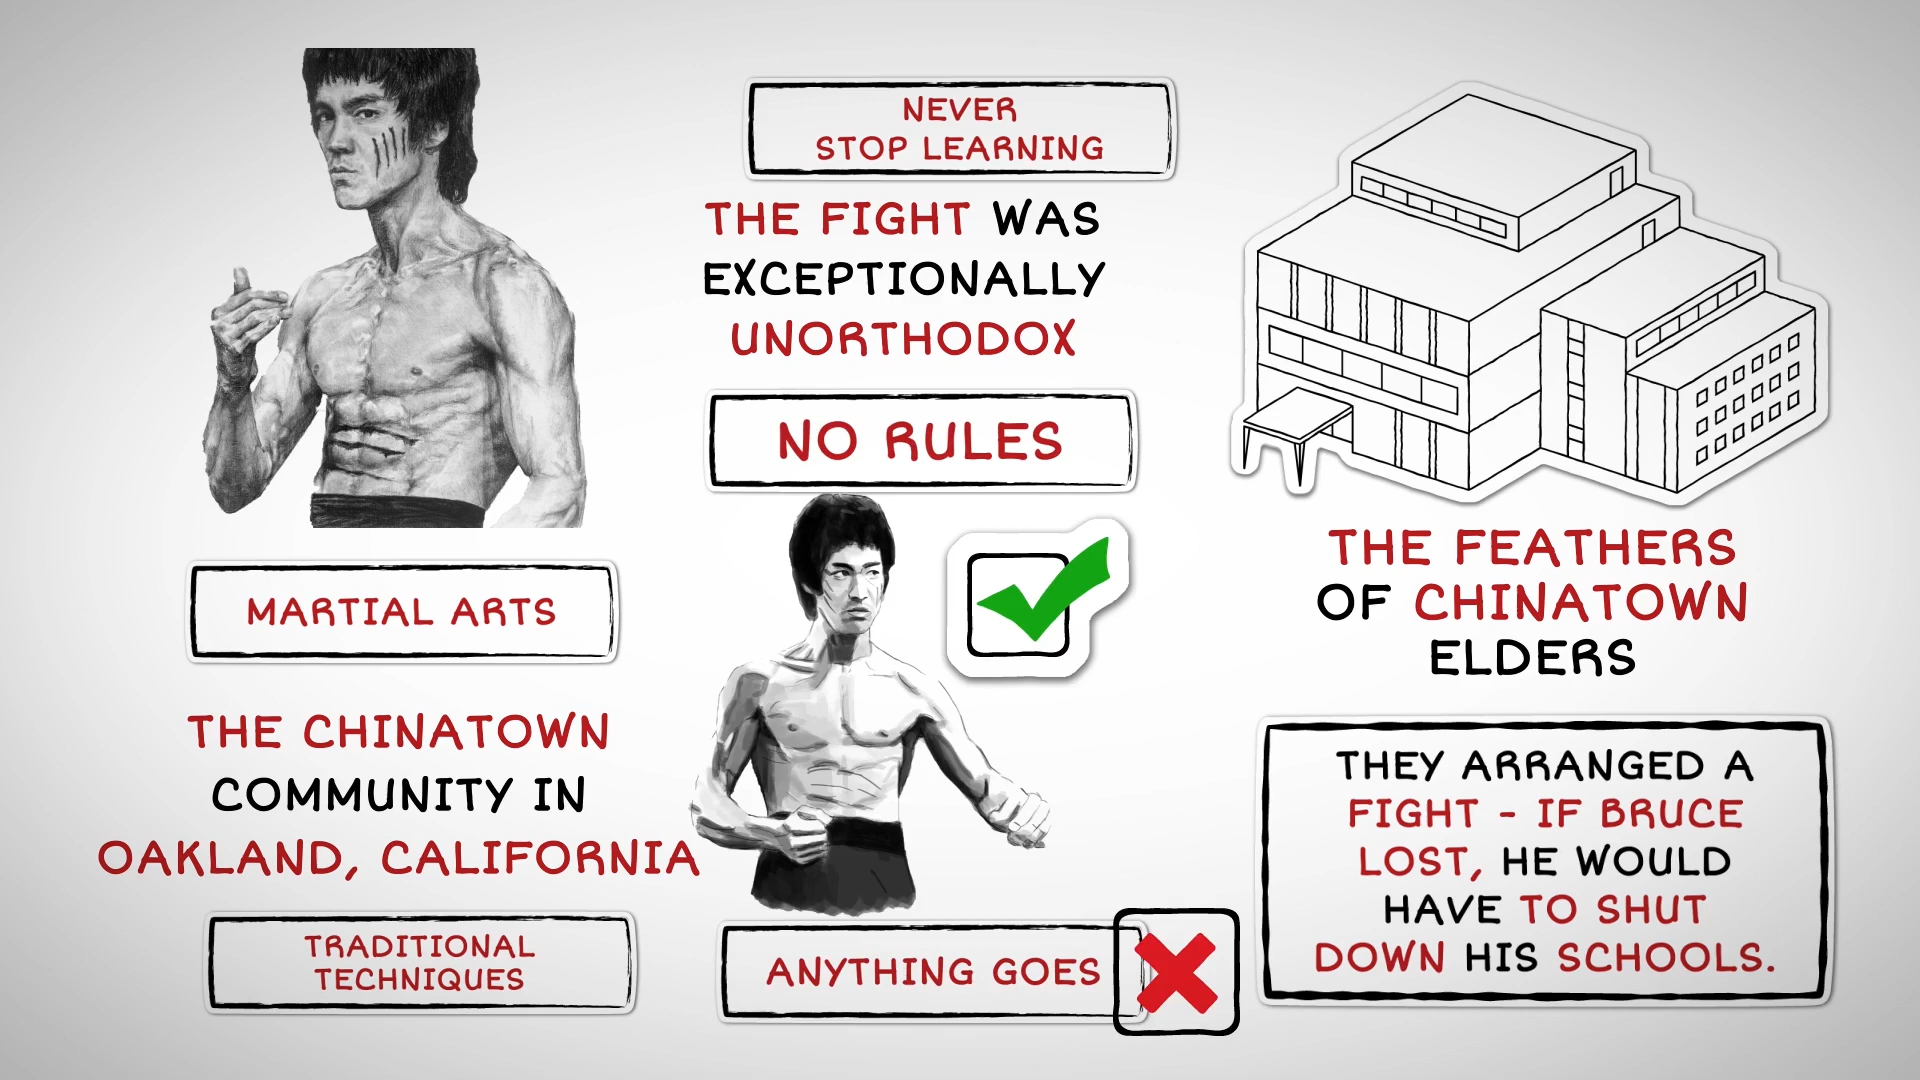 MARTIAL ARTS
THE CHINATOWN
COMMUNITY IN
OAKLAND, CALIFORNIA
TRADITIONAL
TECHNIQUES
NEVER
STOP LEARNING
THE FIGHT WAS
EXCEPTIONALLY
UNORTHODOX
NO RULES
ANYTHING GOES
THE FEATHERS
OF CHINATOWN
ELDERS
THEY ARRANGED A
FIGHT - IF BRUCE
LOST, HE WOULD
HAVE TO SHUT
DOWN HIS SCHOOLS.